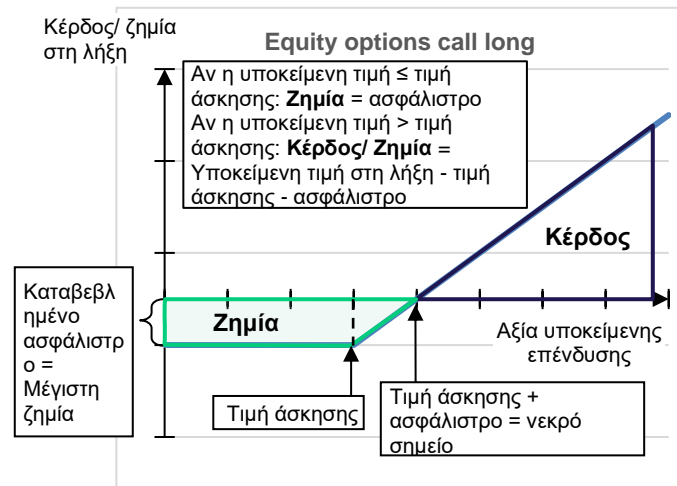 Κέρδος/ ζημία
στη λήξη
Equity options call long
Αν η υποκείμενη τιμή ≤ τιμή
άσκησης: Ζημία = ασφάλιστρο
Αν η υποκείμενη τιμή > τιμή
άσκησης: Κέρδος/ Ζημία =
Υποκείμενη τιμή στη λήξη - τιμή
άσκησης - ασφάλιστρο
Κέρδος
Καταβεβλ
ημένο
ασφάλιστρ
ο =
Μέγιστη
ζημία
Ζημία
Αξία υποκείμενης
επένδυσης
Τιμή άσκησης
Τιμή άσκησης +
ασφάλιστρο = νεκρό
σημείο